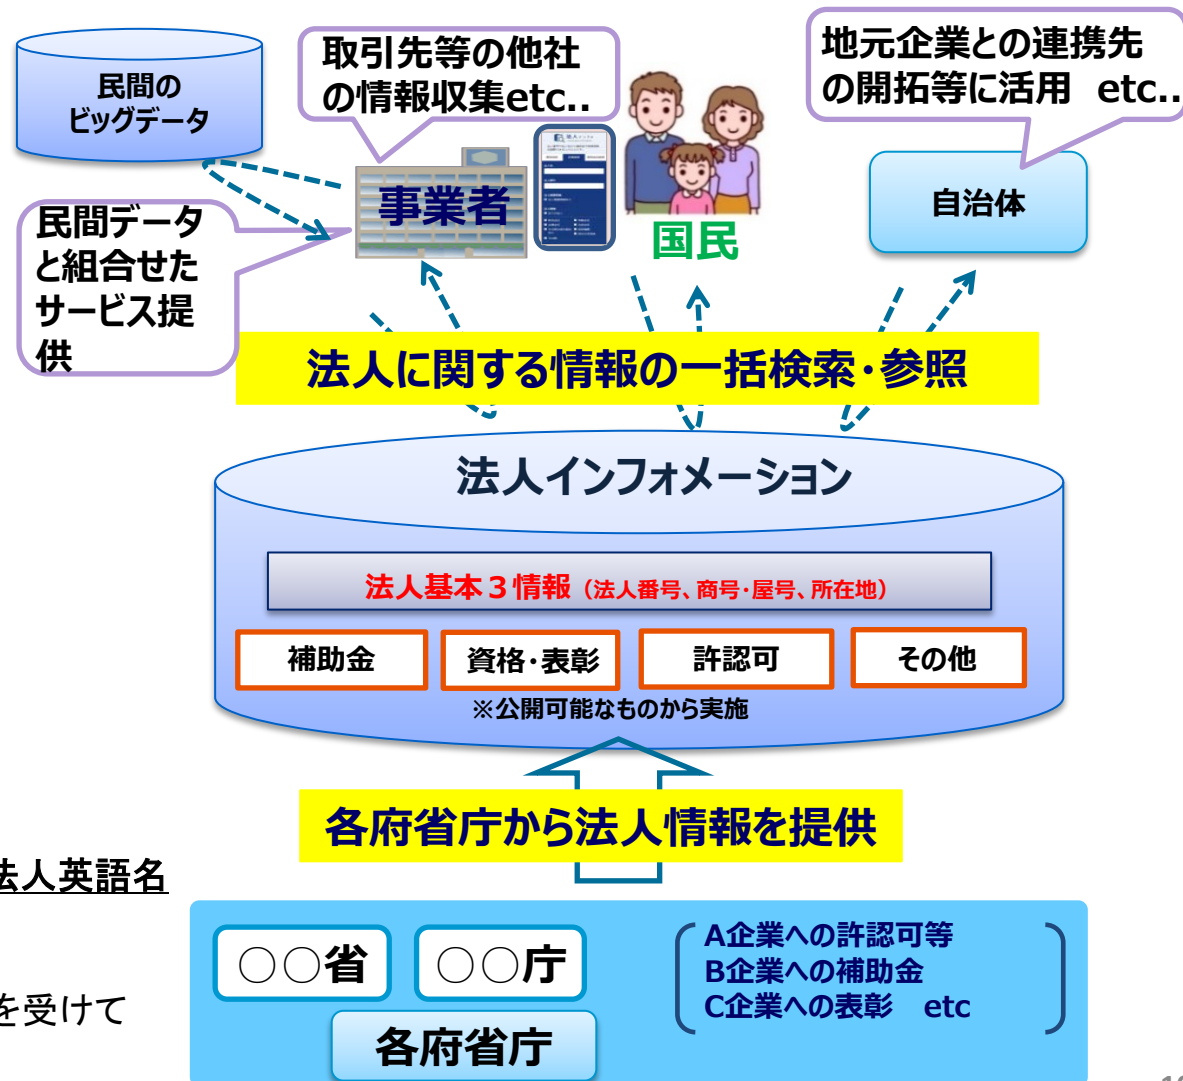 民間の
ビッグデータ
取引先等の他社
の情報収集etc..
地元企業との連携先
の開拓等に活用　etc..
民間データ
と組合せた
サービス提
供
事業者
国民
自治体
法人に関する情報の一括検索・参照
法人インフォメーション
法人基本３情報（法人番号、商号・屋号、所在地）
補助金
資格・表彰
許認可
その他
※公開可能なものから実施
各府省庁から法人情報を提供
法人英語名
を受けて
○○省
○○庁
各府省庁
A企業への許認可等
B企業への補助金
C企業への表彰　etc